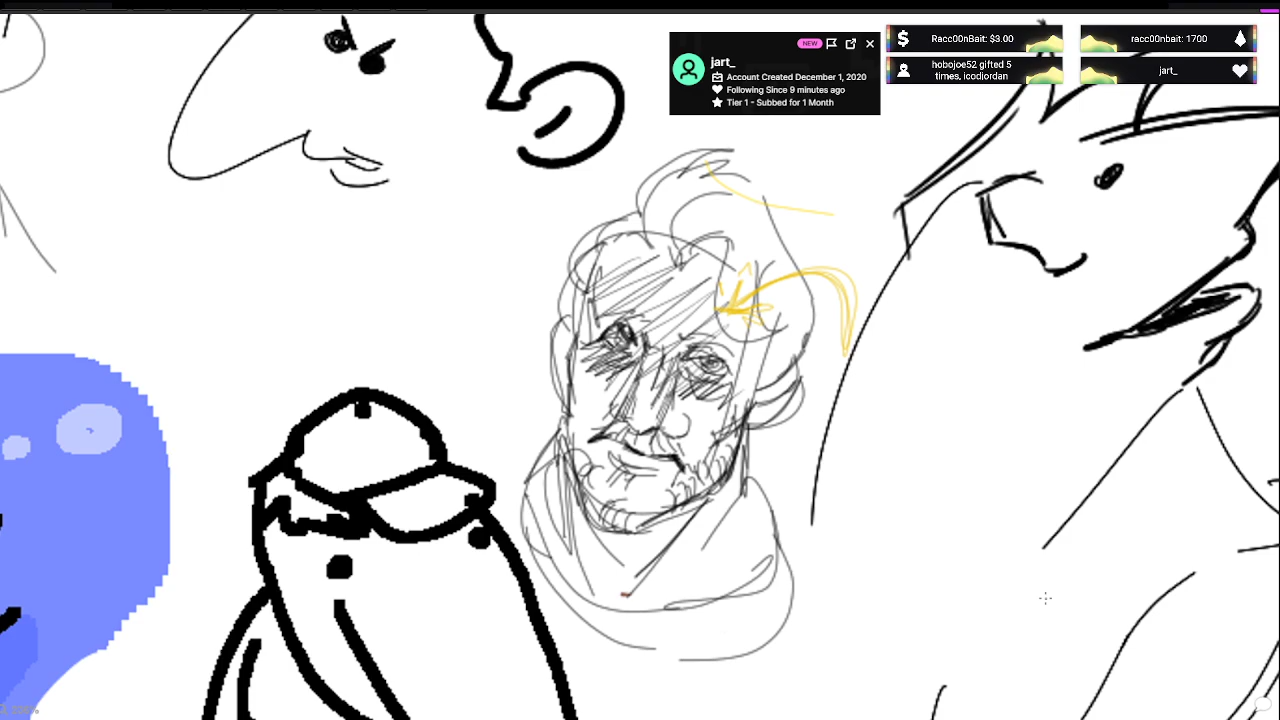 NEW
jart_
Account Created December 1, 2020
Following Since 9 minutes ago
Tier 1 - Subbed for 1 Month
$ Racc00nBait: $3.00
racc00nbait: 1700
hobojoe52 gifted 5
times, icodjordan
jart_